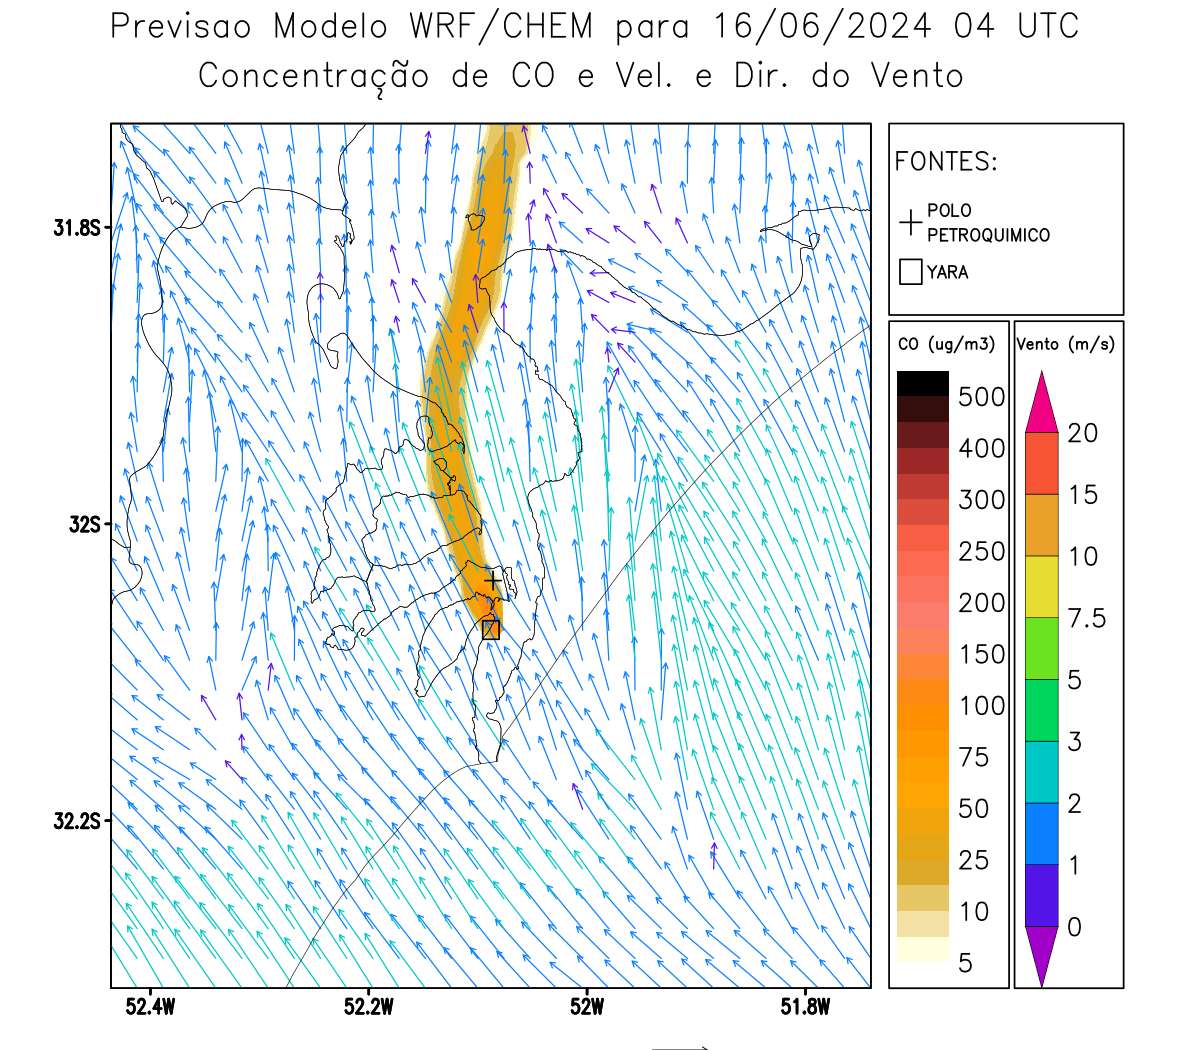 Previsao Modelo WRF/CHEM para 16/06/2024 04 UTC
Concentração de CO e Vel. e Dir. do Vento
FONTES:
POLO
PETROQUIMICO
YARA
31.8S
32S
32.2S
52.4W
52.2W
52W
51.8W
CO (ug/m3)
500
400
300
250
200
150
100
75
50
25
10
5
Vento (m/s)
20
15
10
7.5
5
3
2
1
0